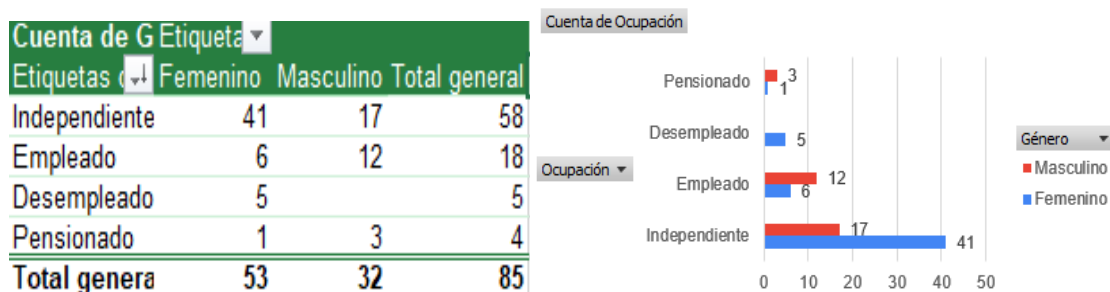 Cuenta de G Etiqueta
Etiquetas d Femenino Masculino Total general
Independiente 41 17 58
Empleado 6 12 18
Desempleado 5 5
Pensionado 1 3 4
Total genera 53 32 85
Cuenta de Ocupación
Pensionado 3
1
Desempleado 5
Ocupación
Empleado 12
6
Independiente 17
41
0 10 20 30 40 50
Género
Masculino
Femenino